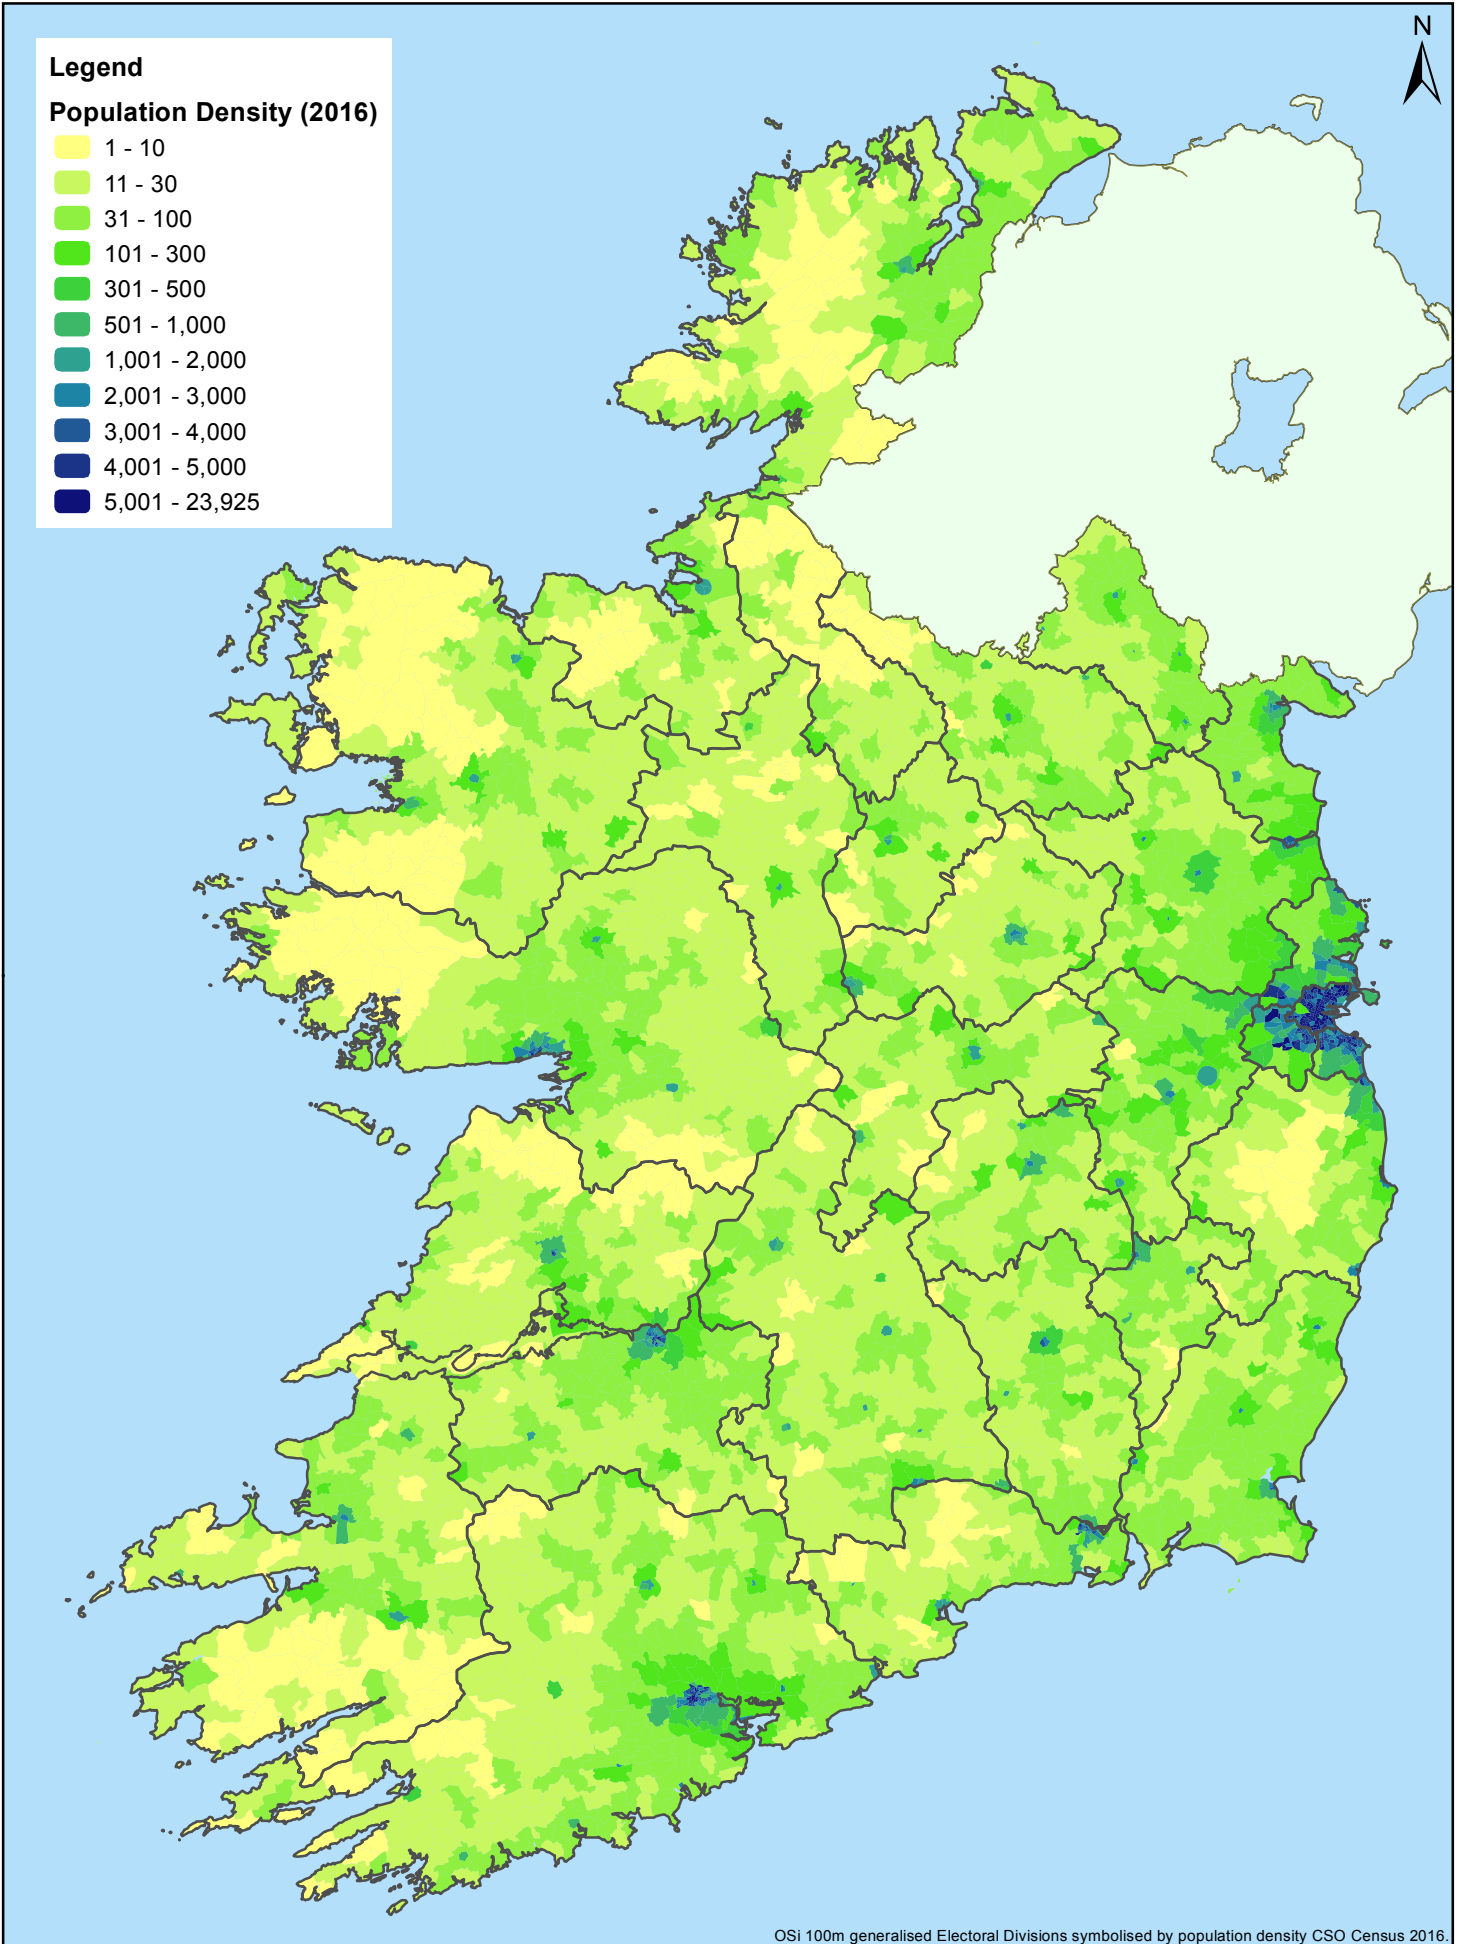 N
Legend
Population Density (2016)
1 - 10
11 - 30
31 - 100
101 - 300
301 - 500
501 - 1,000
1,001 - 2,000
2,001 - 3,000
3,001 - 4,000
4,001 - 5,000
5,001 - 23,925
OSi 100m generalised Electoral Divisions symbolised by population density CSO Census 2016.